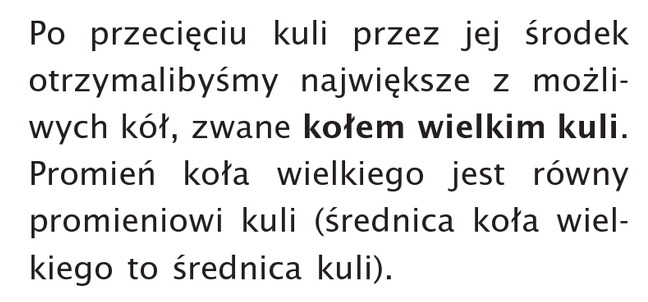 Po przecięciu kuli przez jej środek
otrzymalibyśmy największe z możli-
wych kół, zwane kołem wielkim kuli.
Promień koła wielkiego jest równy
promieniowi kuli (średnica koła wiel-
kiego to średnica kuli).